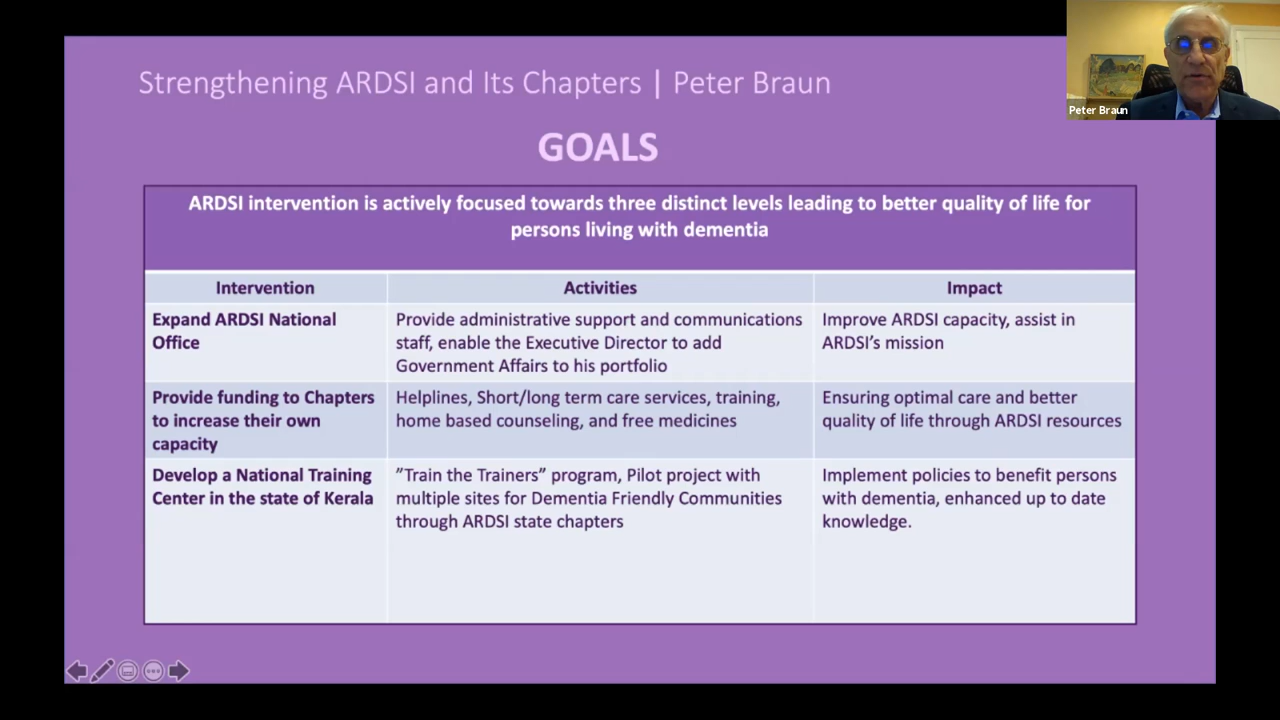 Strengthening ARDSI and Its Chapters | Peter Braun
Peter Braun
GOALS
ARDSI intervention is actively focused towards three distinct levels leading to better quality of life for
persons living with dementia
Intervention
Activities
Impact
Expand ARDSI National
Office
Provide administrative support and communications
staff, enable the Executive Director to add
Government Affairs to his portfolio
Improve ARDSI capacity, assist in
ARDSI’s mission
Provide funding to Chapters
to increase their own
capacity
Helplines, Short/long term care services, training,
home based counseling, and free medicines
Ensuring optimal care and better
quality of life through ARDSI resources
Develop a National Training
Center in the state of Kerala
”Train the Trainers” program, Pilot project with
multiple sites for Dementia Friendly Communities
through ARDSI state chapters
Implement policies to benefit persons
with dementia, enhanced up to date
knowledge.